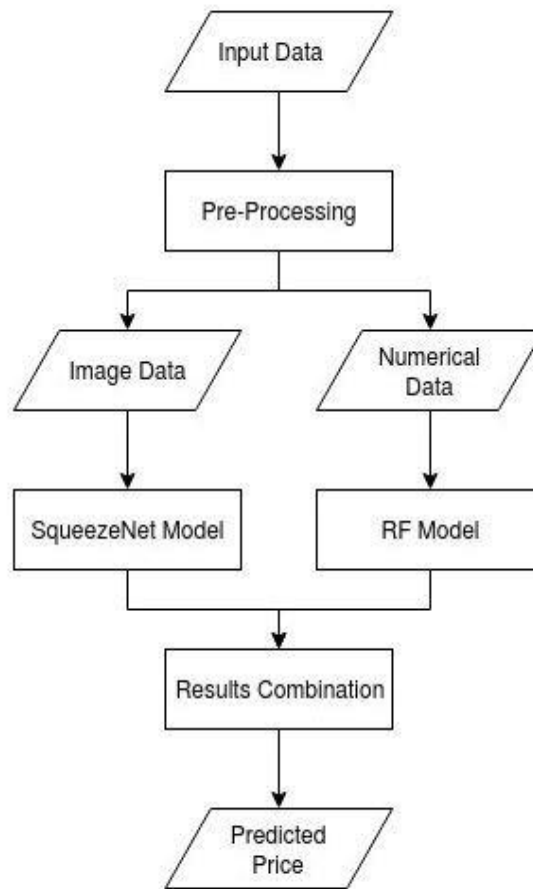 Input Data
Pre-Processing
Image Data
Numerical
Data
SqueezeNet Model
RF Model
Results Combination
Predicted
Price